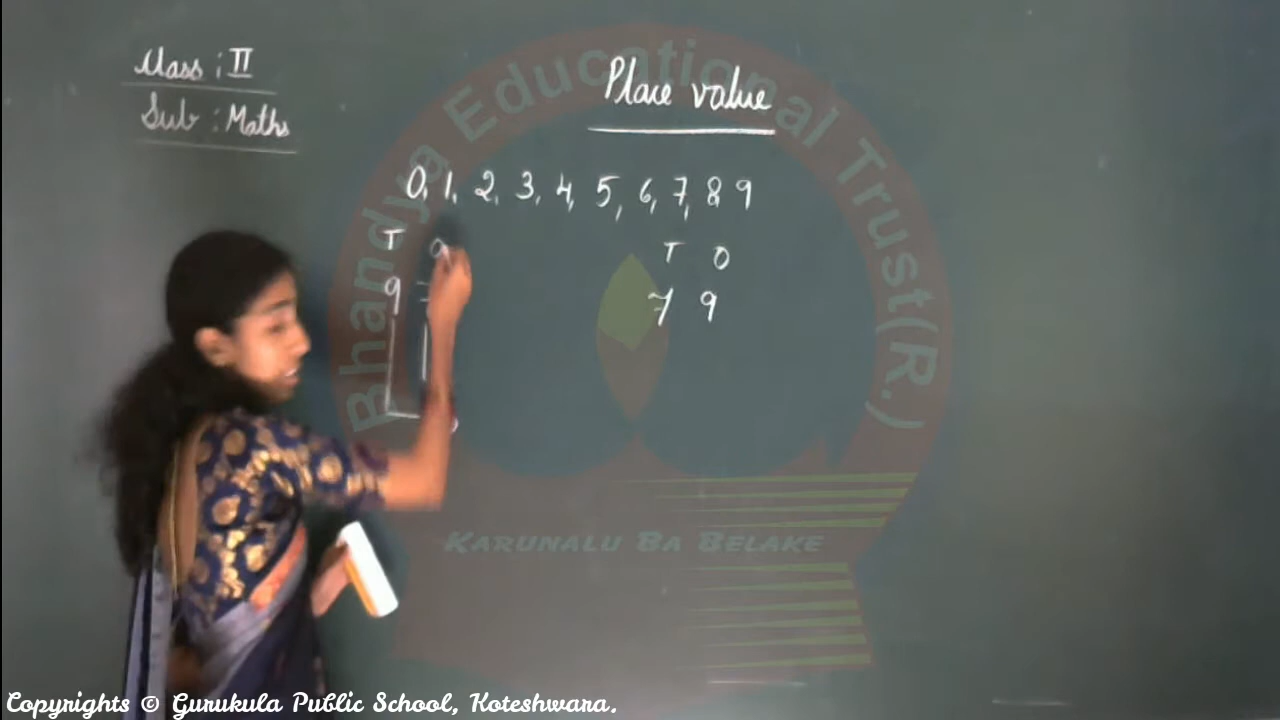 Class : II
Sub : Maths
Place value
0, 1, 2, 3, 4, 5, 6, 7, 8, 9
T
T O
9
7 9
Bhandya Educational Trust(R.)
KARUNALU BA BELAKE
Copyrights © Gurukula Public School, Koteshwara.